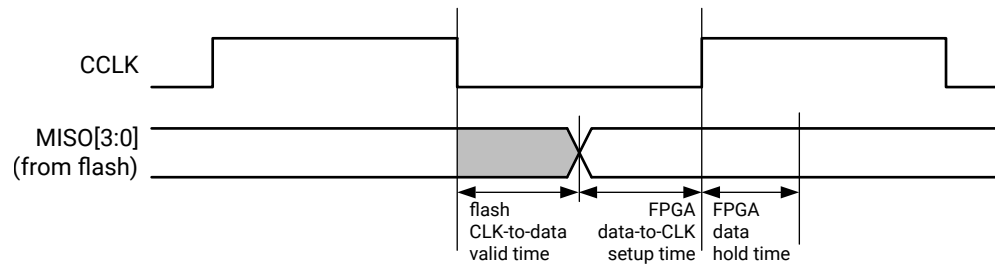 CCLK
MISO[3:0]
(from flash)
flash
CLK-to-data
valid time
FPGA
data-to-CLK
setup time
FPGA
data
hold time